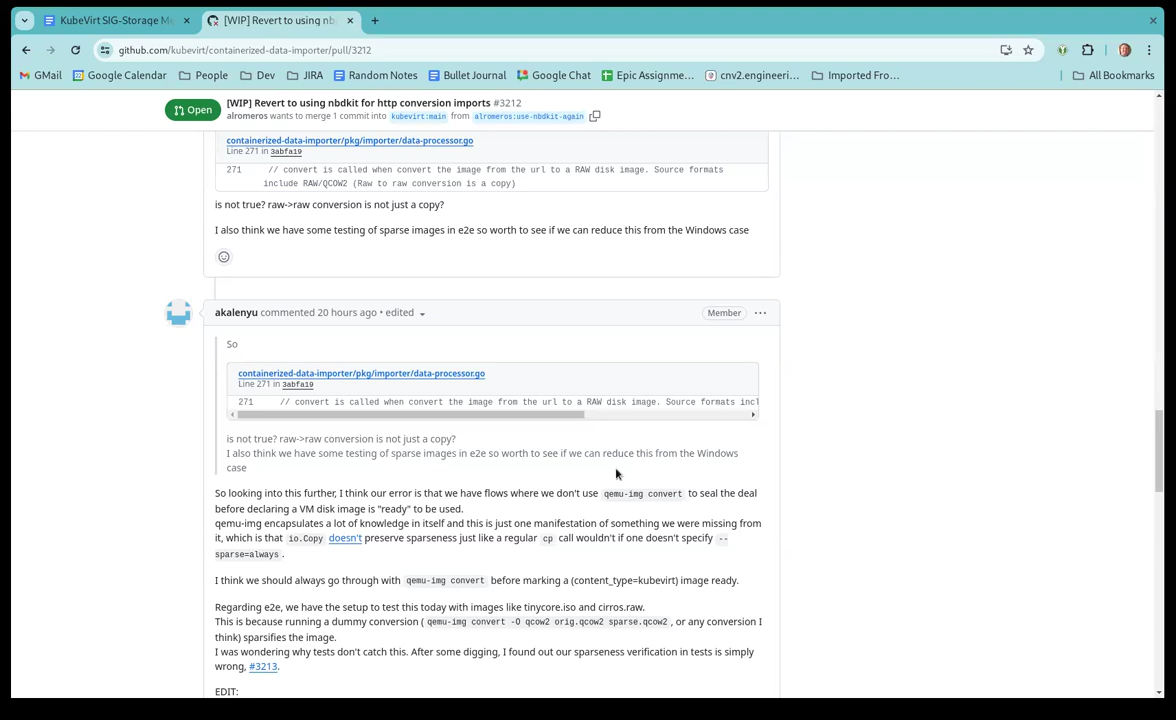 KubeVirt SIG-Storage Me
[WIP] Revert to using nb
github.com/kubevirt/containerized-data-importer/pull/3212
GMail
Google Calendar
People
Dev
JIRA
Random Notes
Bullet Journal
Google Chat
Epic Assignme...
cnv2.engineeri...
Imported Fro...
All Bookmarks
Open
[WIP] Revert to using nbdkit for http conversion imports #3212
alromeros wants to merge 1 commit into kubevirt:main from alromeros:use-nbdkit-again
containerized-data-importer/pkg/importer/data-processor.go
Line 271 in 3abfa19
271 // convert is called when convert the image from the url to a RAW disk image. Source formats
include RAW/QCOW2 (Raw to raw conversion is a copy)
is not true? raw->raw conversion is not just a copy?
I also think we have some testing of sparse images in e2e so worth to see if we can reduce this from the Windows case
akalenyu commented 20 hours ago • edited
Member
So
containerized-data-importer/pkg/importer/data-processor.go
Line 271 in 3abfa19
271 // convert is called when convert the image from the url to a RAW disk image. Source formats incl
is not true? raw->raw conversion is not just a copy?
I also think we have some testing of sparse images in e2e so worth to see if we can reduce this from the Windows
case
So looking into this further, I think our error is that we have flows where we don't use qemu-img convert to seal the deal
before declaring a VM disk image is "ready" to be used.
qemu-img encapsulates a lot of knowledge in itself and this is just one manifestation of something we were missing from
it, which is that io.Copy doesn't preserve sparseness just like a regular cp call wouldn't if one doesn't specify --
sparse=always .
I think we should always go through with qemu-img convert before marking a (content_type=kubevirt) image ready.
Regarding e2e, we have the setup to test this today with images like tinycore.iso and cirros.raw.
This is because running a dummy conversion ( qemu-img convert -O qcow2 orig.qcow2 sparse.qcow2 , or any conversion I
think) sparsifies the image.
I was wondering why tests don't catch this. After some digging, I found out our sparseness verification in tests is simply
wrong, #3213.
EDIT: